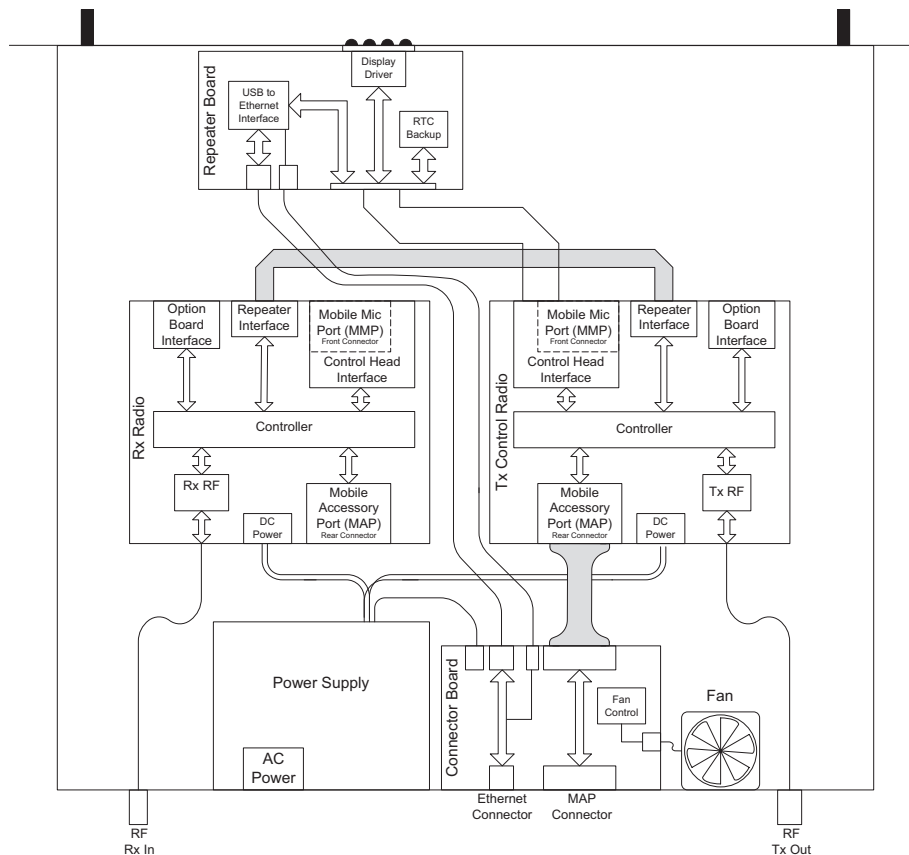 Repeater Board
Display
Driver
USB to
Ethernet
Interface
RTC
Backup
Rx Radio
Option
Board
Interface
Repeater
Interface
Mobile Mic
Port (MMP)
Front Connector
Control Head
Interface
Controller
Rx RF
Mobile
Accessory
Port (MAP)
Rear Connector
DC
Power
Tx Control Radio
Mobile Mic
Port (MMP)
Front Connector
Control Head
Interface
Repeater
Interface
Option
Board
Interface
Controller
Mobile
Accessory
Port (MAP)
Rear Connector
DC
Power
Tx RF
Power Supply
AC
Power
Connector Board
Fan
Control
Fan
Ethernet
Connector
MAP
Connector
RF
Rx In
RF
Tx Out